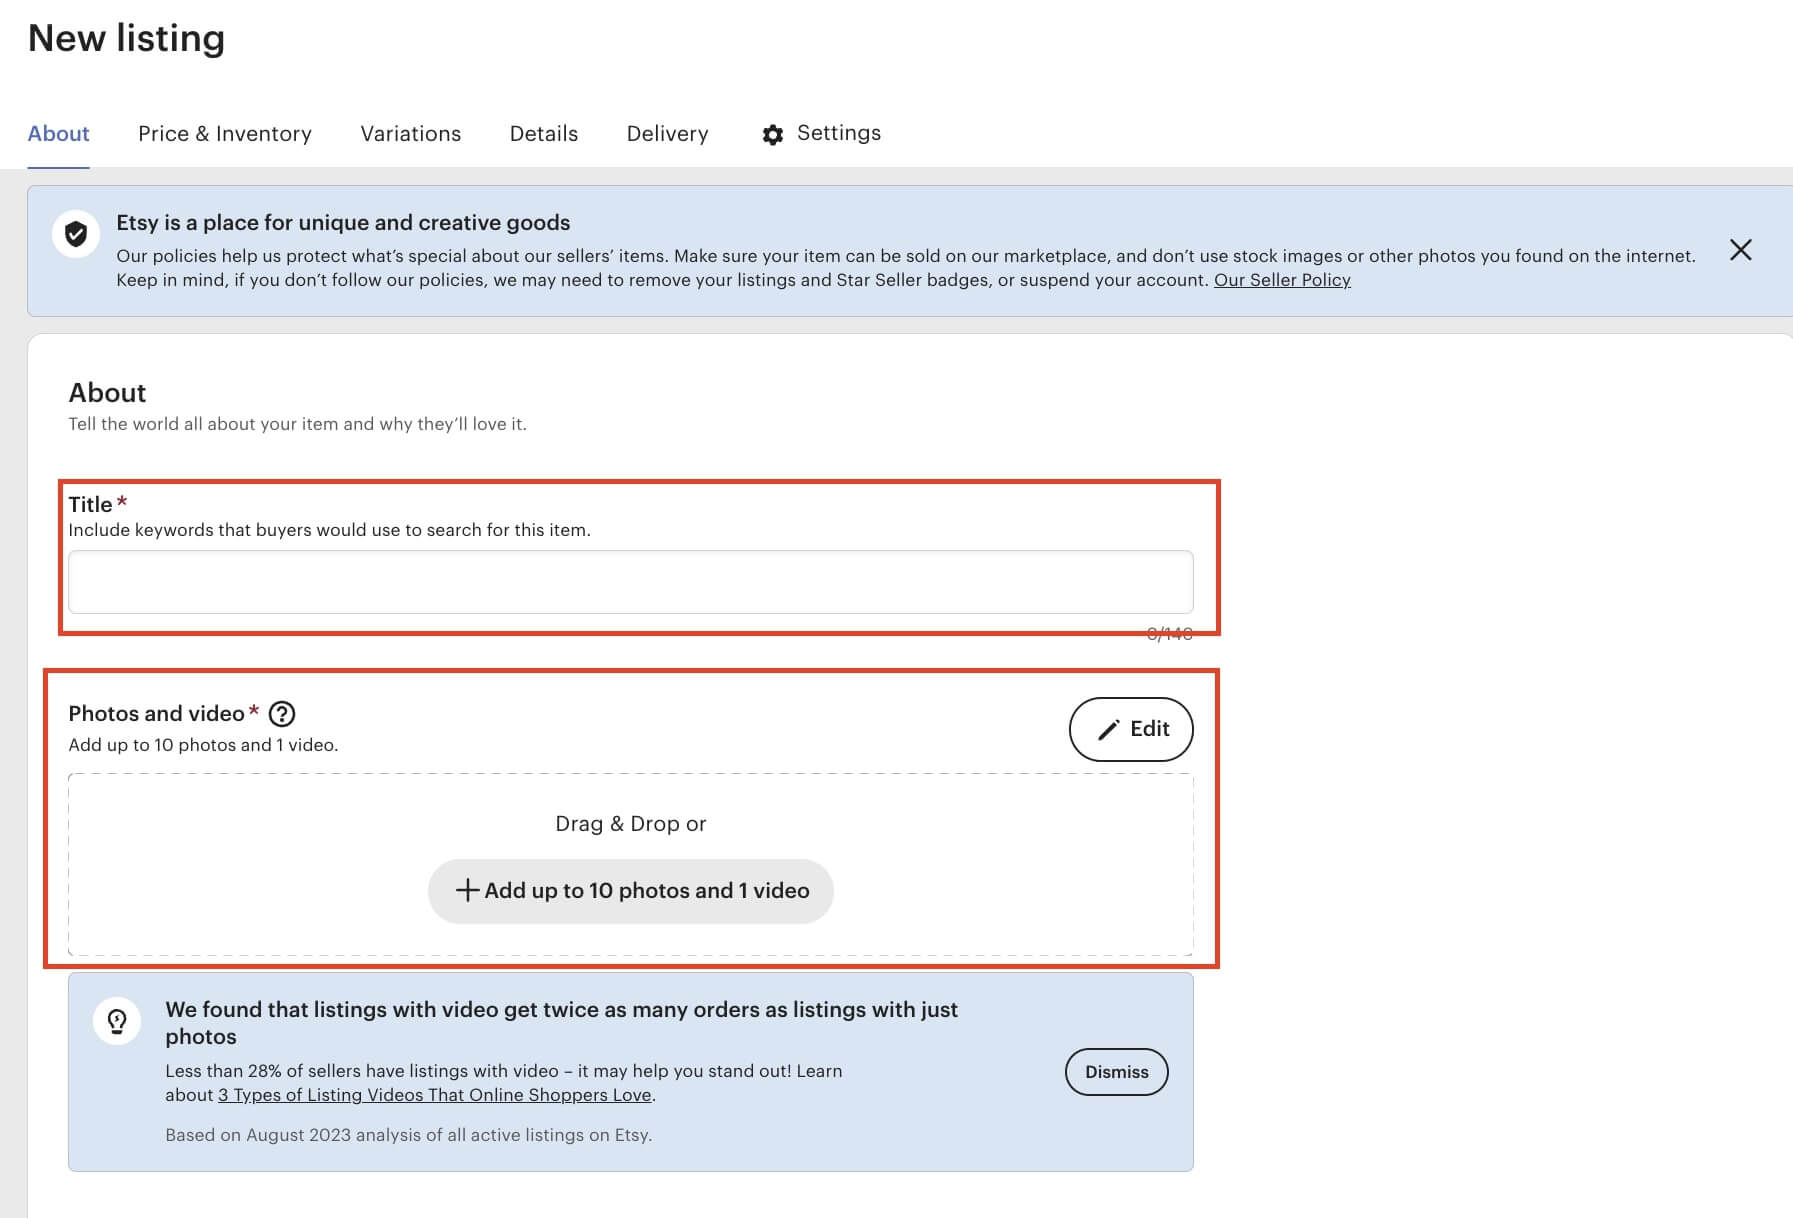 New listing
About Price & Inventory Variations Details Delivery Settings
Etsy is a place for unique and creative goods
Our policies help us protect what’s special about our sellers’ items. Make sure your item can be sold on our marketplace, and don’t use stock images or other photos you found on the internet.
Keep in mind, if you don’t follow our policies, we may need to remove your listings and Star Seller badges, or suspend your account. Our Seller Policy
About
Tell the world all about your item and why they’ll love it.
Title *
Include keywords that buyers would use to search for this item.
0/140
Photos and video *
Edit
Add up to 10 photos and 1 video.
Drag & Drop or
Add up to 10 photos and 1 video
We found that listings with video get twice as many orders as listings with just
photos
Less than 28% of sellers have listings with video – it may help you stand out! Learn
about 3 Types of Listing Videos That Online Shoppers Love.
Dismiss
Based on August 2023 analysis of all active listings on Etsy.